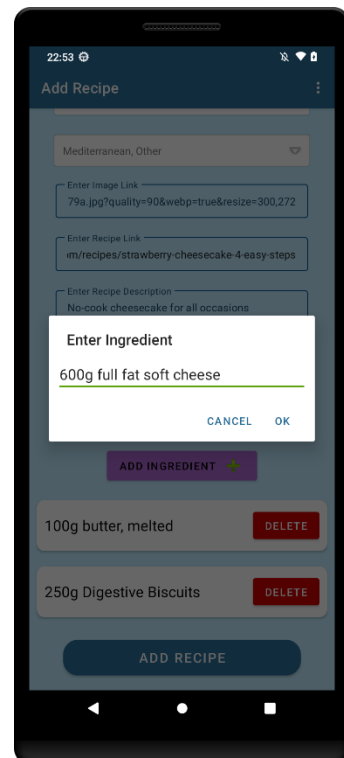 22:53
Add Recipe
Mediterranean, Other
Enter Image Link
79a.jpg?quality=90&webp=true&resize=300,272
Enter Recipe Link
om/recipes/strawberry-cheesecake-4-easy-steps
Enter Recipe Description
No-cook cheesecake for all occasions
Enter Ingredient
600g full fat soft cheese
CANCEL OK
ADD INGREDIENT
100g butter, melted
DELETE
250g Digestive Biscuits
DELETE
ADD RECIPE